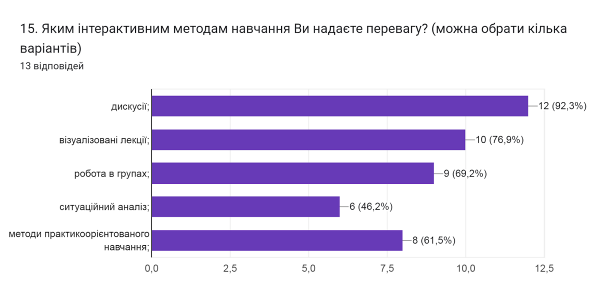 15. Яким інтерактивним методам навчання Ви надаєте перевагу? (можна обрати кілька
варіантів)
13 відповідей
дискусії;
12 (92,3%)
візуалізовані лекції;
10 (76,9%)
робота в групах;
9 (69,2%)
ситуаційний аналіз;
6 (46,2%)
методи практикоорієнтованого
навчання;
8 (61,5%)
0,0 2,5 5,0 7,5 10,0 12,5